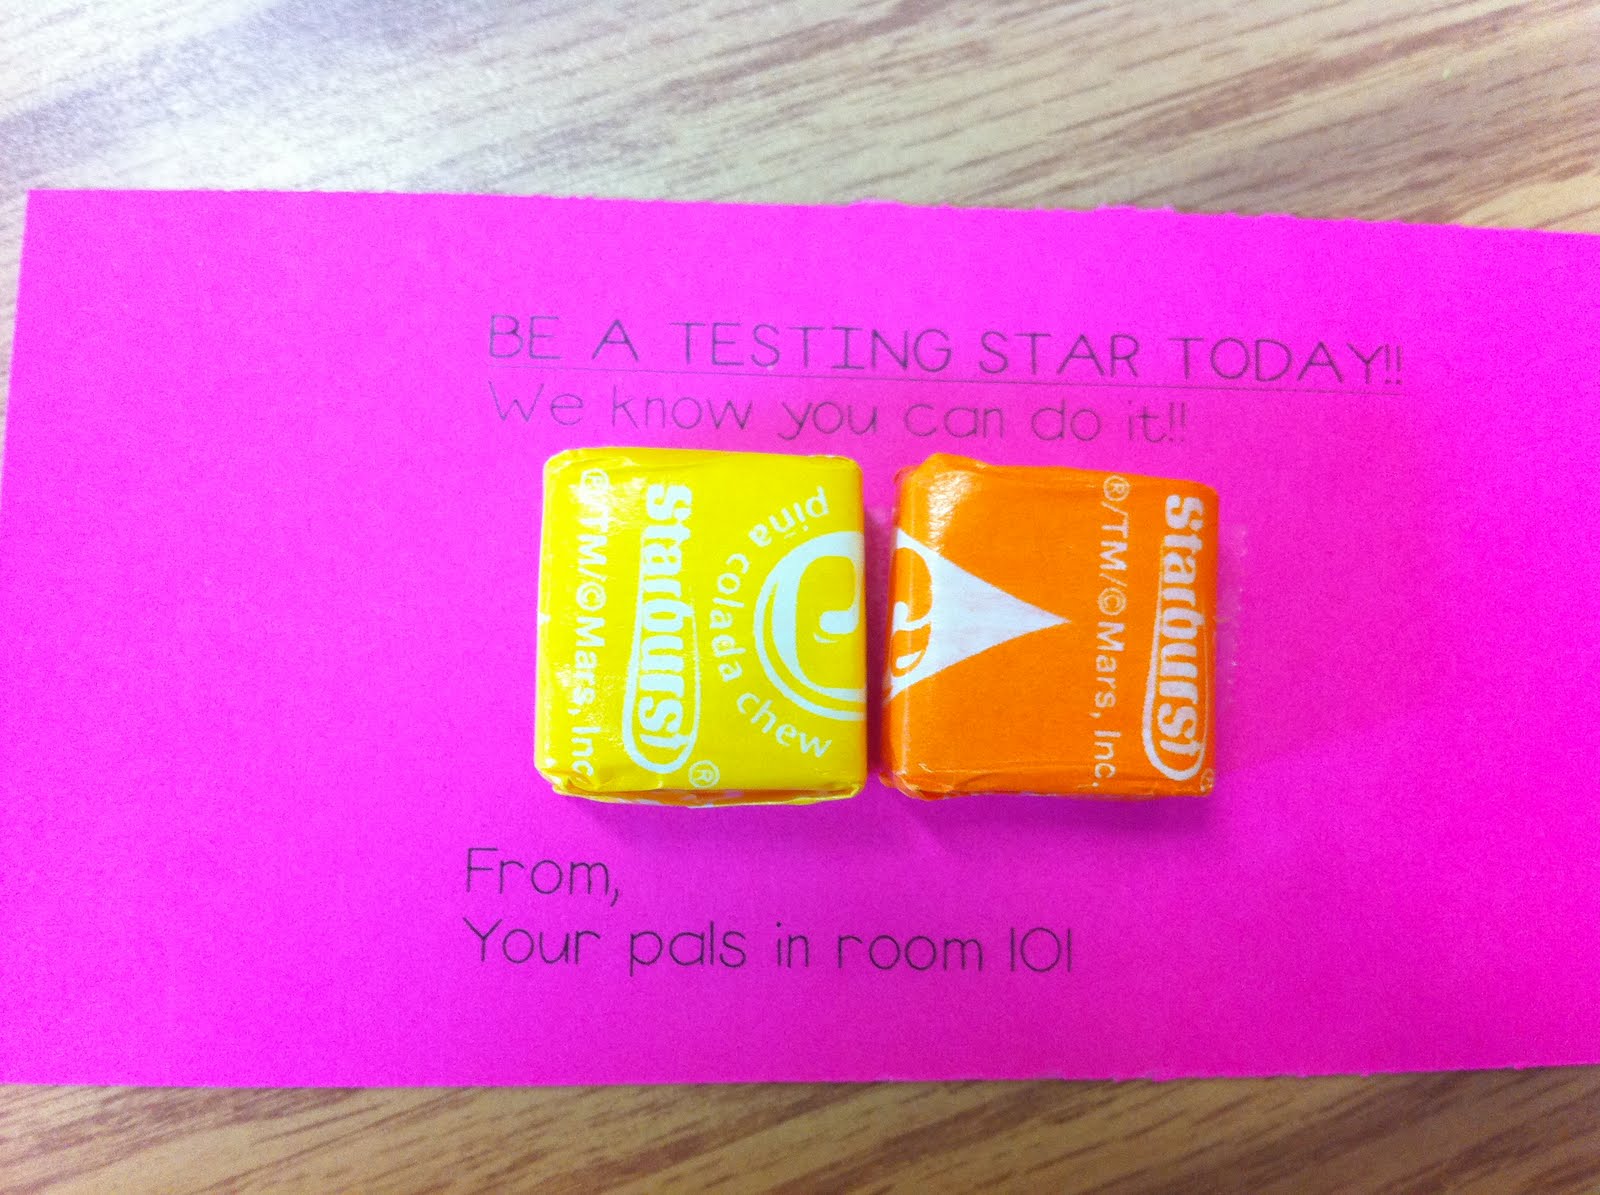 BE A TESTING STAR TODAY!!
We know you can do it!!
piña colada chew
Starburst®
®/TM/©Mars, Inc.
Starburst®
®/TM/©Mars, Inc.
From,
Your pals in room 101